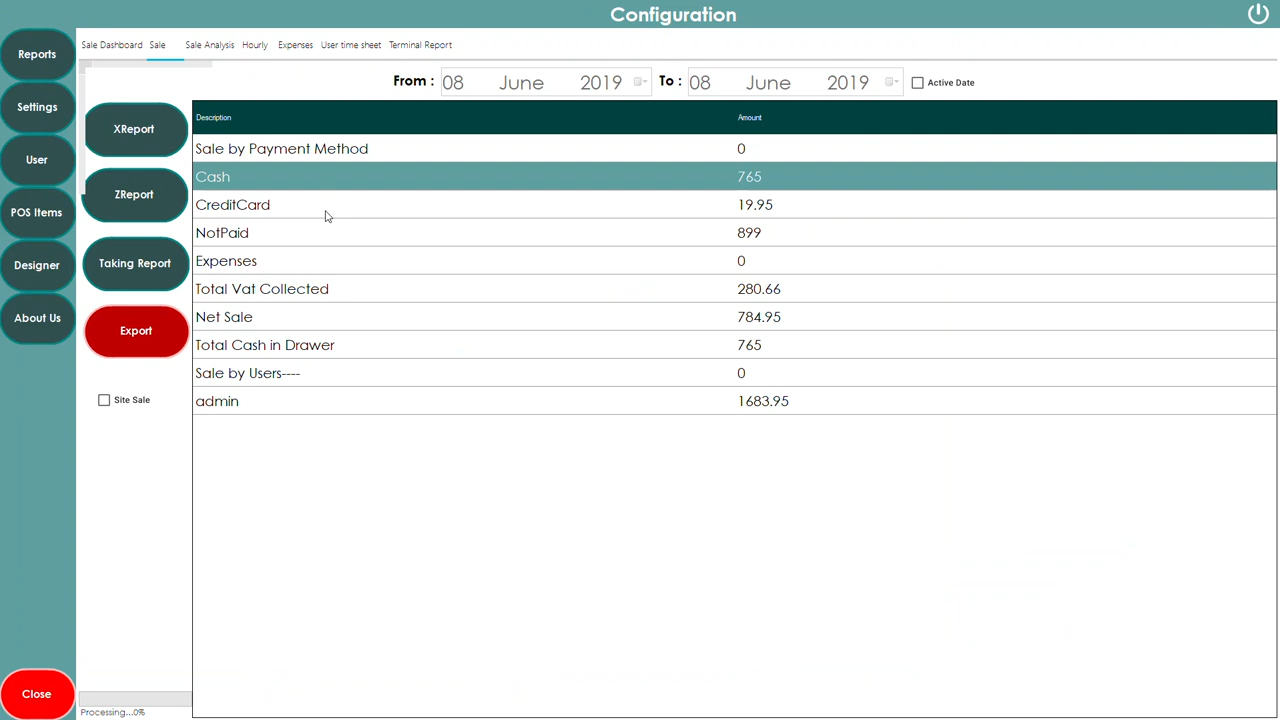 Configuration
Reports
Settings
User
POS Items
Designer
About Us
Close
Sale Dashboard Sale Sale Analysis Hourly Expenses User time sheet Terminal Report
From : 08 June 2019 To : 08 June 2019 Active Date
XReport
ZReport
Taking Report
Export
Site Sale
Processing...0%
Description Amount
Sale by Payment Method 0
Cash 765
CreditCard 19.95
NotPaid 899
Expenses 0
Total Vat Collected 280.66
Net Sale 784.95
Total Cash in Drawer 765
Sale by Users---- 0
admin 1683.95